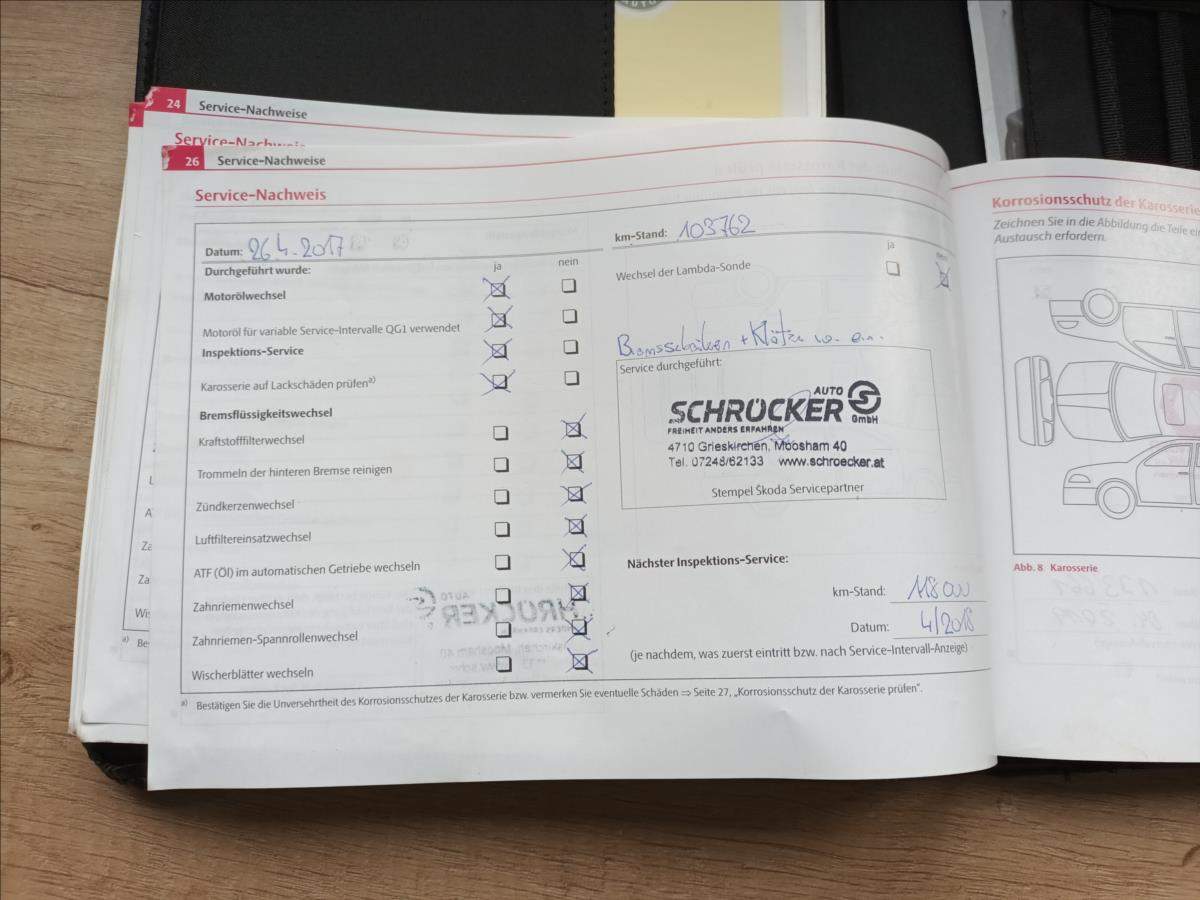 24 Service-Nachweise
Service-Nachweis
26 Service-Nachweise
Service-Nachweis
Datum: 26 4.2017
km-Stand: 103762
Durchgeführt wurde:
ja nein
Motorölwechsel
Motoröl für variable Service-Intervalle QG1 verwendet
Inspektions-Service
Karosserie auf Lackschäden prüfen a)
Bremsflüssigkeitswechsel
Kraftstofffilterwechsel
Trommeln der hinteren Bremse reinigen
Zündkerzenwechsel
Luftfiltereinsatzwechsel
ATF (Öl) im automatischen Getriebe wechseln
Zahnriemenwechsel
Zahnriemen-Spannrollenwechsel
Wischerblätter wechseln
ja nein
Wechsel der Lambda-Sonde
Bremsscheiben + Klötze v. ern.
Service durchgeführt:
AUTO
SCHRÖCKER GmbH
FREIHEIT ANDERS ERFAHREN
4710 Grieskirchen, Moosham 40
Tel. 07248/62133 www.schroecker.at
Stempel Škoda Servicepartner
Nächster Inspektions-Service:
km-Stand: 118000
Datum: 4/2018
(je nachdem, was zuerst eintritt bzw. nach Service-Intervall-Anzeige)
a) Bestätigen Sie die Unversehrtheit des Korrosionsschutzes der Karosserie bzw. vermerken Sie eventuelle Schäden ⇒ Seite 27, „Korrosionsschutz der Karosserie prüfen“.
Korrosionsschutz der Karosserie
Zeichnen Sie in die Abbildung die Teile ein
Austausch erfordern.
Abb. 8 Karosserie